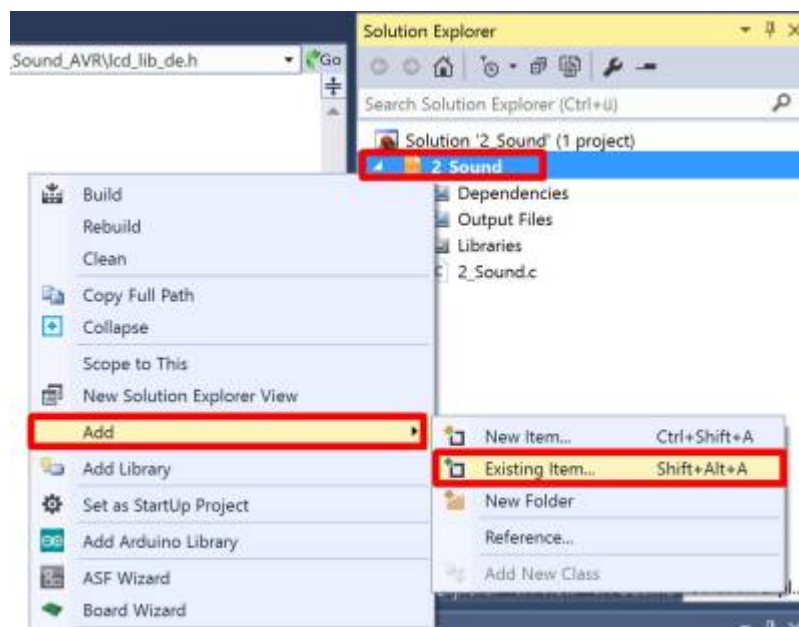 Solution Explorer
Sound_AVR\lcd_lib_de.h
Go
Search Solution Explorer (Ctrl+ü)
Solution '2_Sound' (1 project)
2_Sound
Dependencies
Output Files
Libraries
2_Sound.c
Build
Rebuild
Clean
Copy Full Path
Collapse
Scope to This
New Solution Explorer View
Add
Add Library
Set as StartUp Project
Add Arduino Library
ASF Wizard
Board Wizard
New Item... Ctrl+Shift+A
Existing Item... Shift+Alt+A
New Folder
Reference...
Add New Class